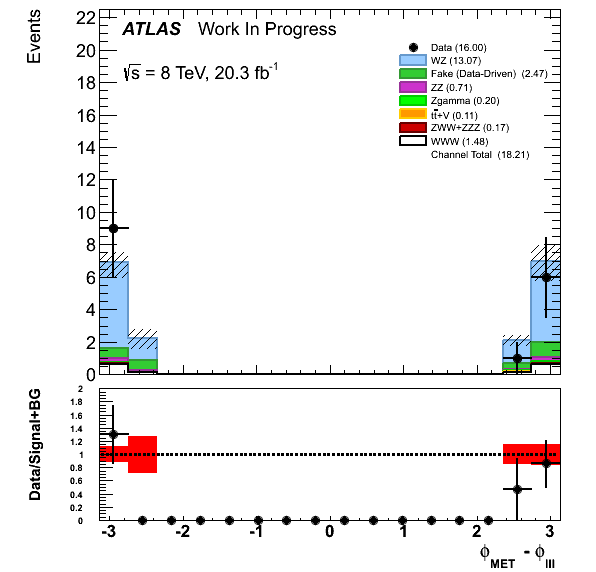 Events
22
20
18
16
14
12
10
8
6
4
2
0
ATLAS Work In Progress
√s = 8 TeV, 20.3 fb⁻¹
Data (16.00)
WZ (13.07)
Fake (Data-Driven) (2.47)
ZZ (0.71)
Zgamma (0.20)
tt̄+V (0.11)
ZWW+ZZZ (0.17)
WWW (1.48)
Channel Total (18.21)
Data/Signal+BG
2
1.8
1.6
1.4
1.2
1
0.8
0.6
0.4
0.2
0
-3 -2 -1 0 1 2 3
ϕMET - ϕlll